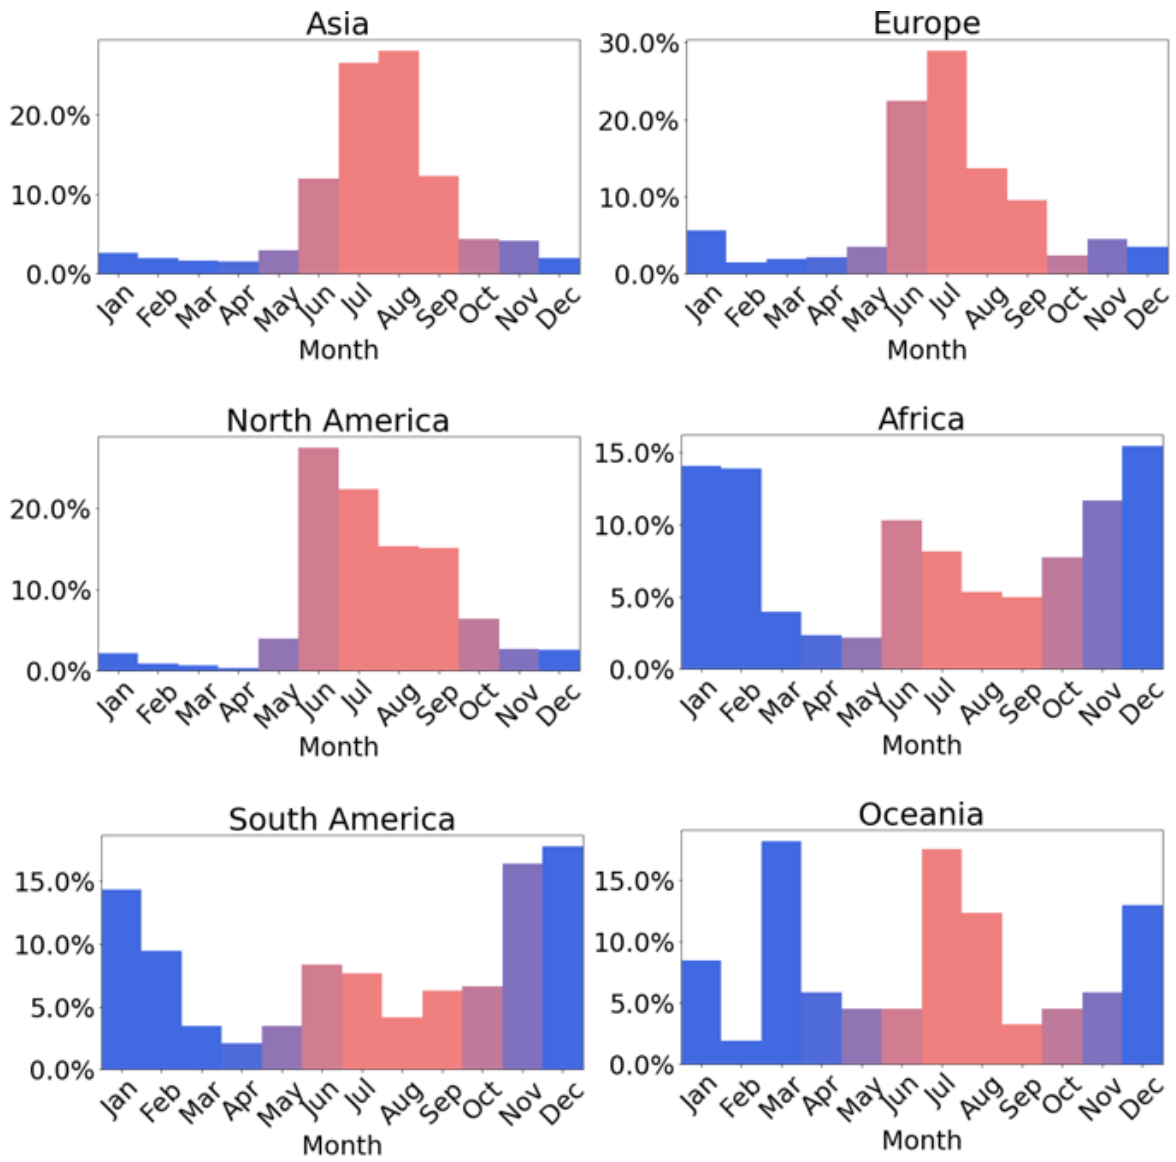 Asia
20.0%
10.0%
0.0%
Jan Feb Mar Apr May Jun Jul Aug Sep Oct Nov Dec
Month
Europe
30.0%
20.0%
10.0%
0.0%
Jan Feb Mar Apr May Jun Jul Aug Sep Oct Nov Dec
Month
North America
20.0%
10.0%
0.0%
Jan Feb Mar Apr May Jun Jul Aug Sep Oct Nov Dec
Month
Africa
15.0%
10.0%
5.0%
0.0%
Jan Feb Mar Apr May Jun Jul Aug Sep Oct Nov Dec
Month
South America
15.0%
10.0%
5.0%
0.0%
Jan Feb Mar Apr May Jun Jul Aug Sep Oct Nov Dec
Month
Oceania
15.0%
10.0%
5.0%
0.0%
Jan Feb Mar Apr May Jun Jul Aug Sep Oct Nov Dec
Month